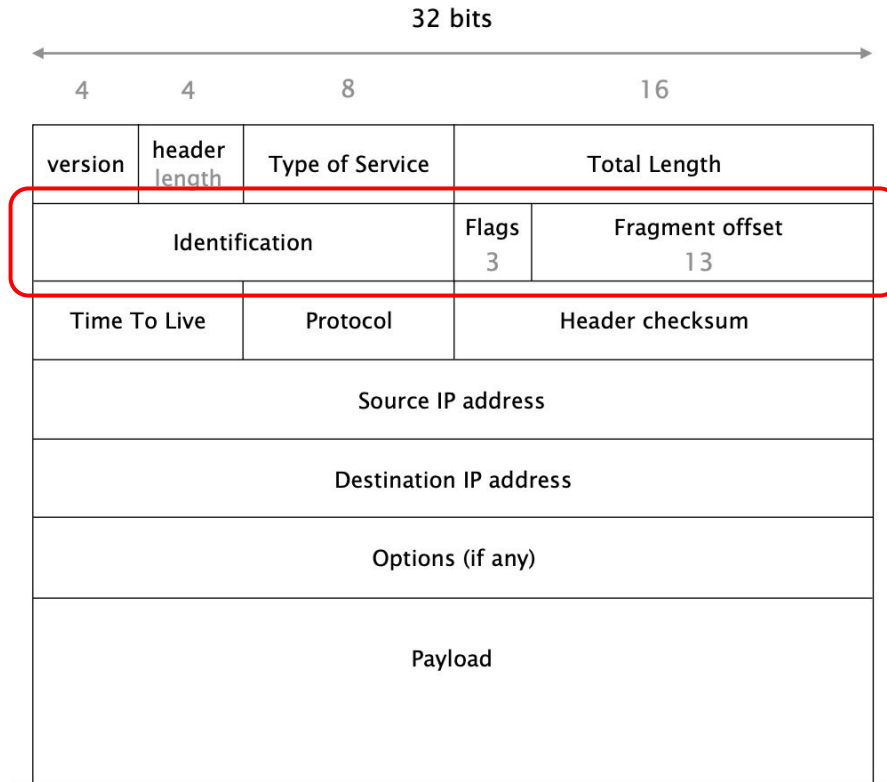 32 bits
4 4 8 16
version header length Type of Service Total Length
Identification Flags 3 Fragment offset 13
Time To Live Protocol Header checksum
Source IP address
Destination IP address
Options (if any)
Payload